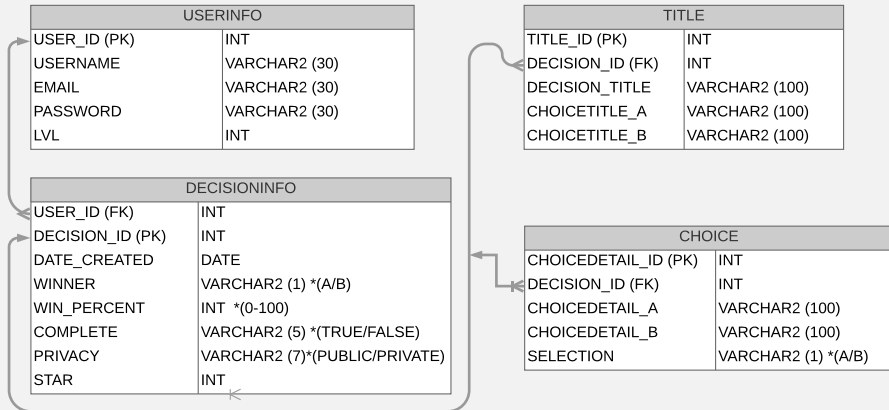 USERINFO
USER_ID (PK) INT
USERNAME VARCHAR2 (30)
EMAIL VARCHAR2 (30)
PASSWORD VARCHAR2 (30)
LVL INT
DECISIONINFO
USER_ID (FK) INT
DECISION_ID (PK) INT
DATE_CREATED DATE
WINNER VARCHAR2 (1) *(A/B)
WIN_PERCENT INT *(0-100)
COMPLETE VARCHAR2 (5) *(TRUE/FALSE)
PRIVACY VARCHAR2 (7)*(PUBLIC/PRIVATE)
STAR INT
TITLE
TITLE_ID (PK) INT
DECISION_ID (FK) INT
DECISION_TITLE VARCHAR2 (100)
CHOICETITLE_A VARCHAR2 (100)
CHOICETITLE_B VARCHAR2 (100)
CHOICE
CHOICEDETAIL_ID (PK) INT
DECISION_ID (FK) INT
CHOICEDETAIL_A VARCHAR2 (100)
CHOICEDETAIL_B VARCHAR2 (100)
SELECTION VARCHAR2 (1) *(A/B)